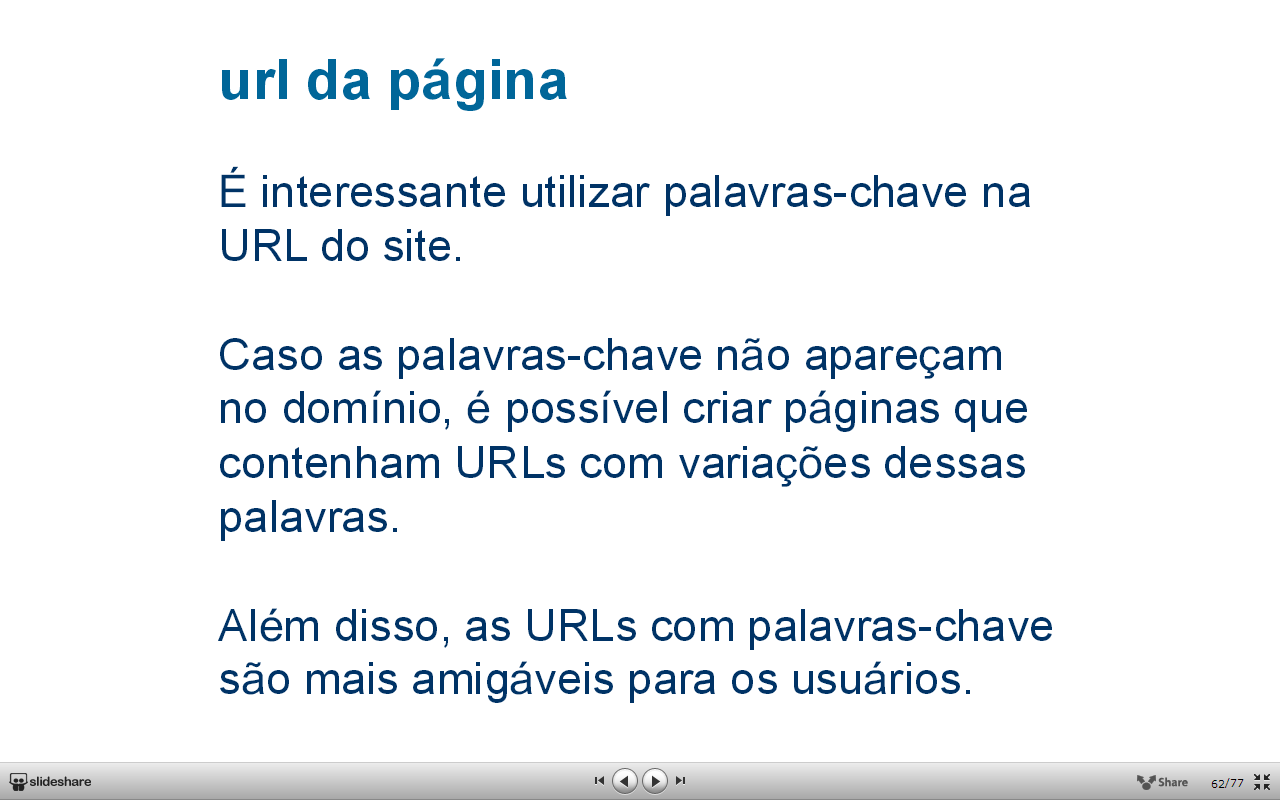 url da página
É interessante utilizar palavras-chave na
URL do site.
Caso as palavras-chave não apareçam
no domínio, é possível criar páginas que
contenham URLs com variações dessas
palavras.
Além disso, as URLs com palavras-chave
são mais amigáveis para os usuários.
slideshare
Share
62/77